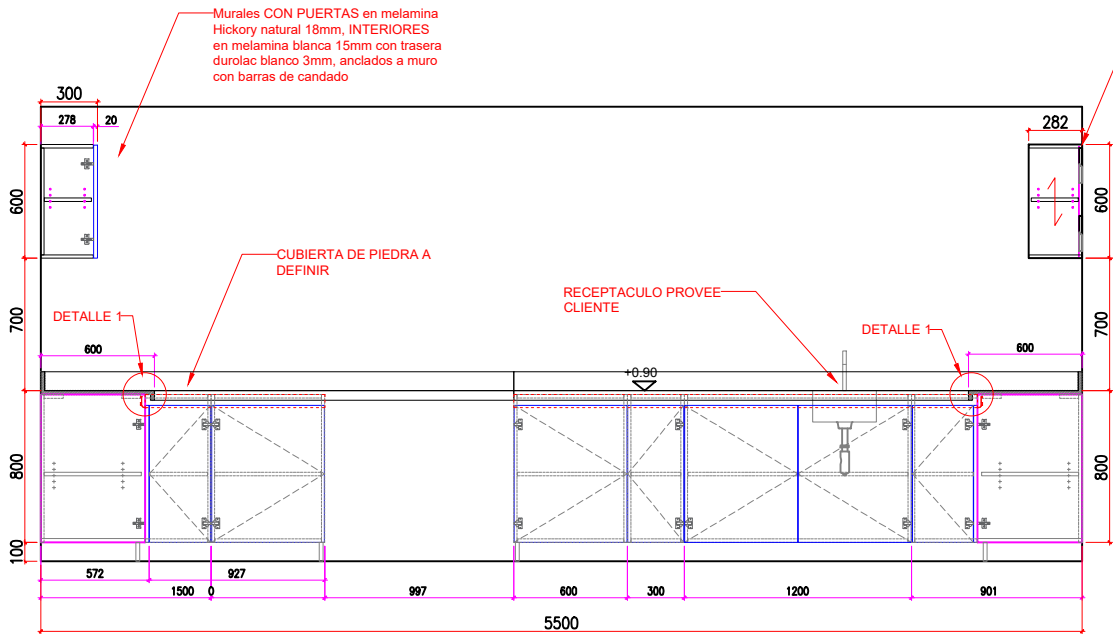 Murales CON PUERTAS en melamina
Hickory natural 18mm, INTERIORES
en melamina blanca 15mm con trasera
durolac blanco 3mm, anclados a muro
con barras de candado
300
278 20
282
600
600
CUBIERTA DE PIEDRA A
DEFINIR
RECEPTACULO PROVEE
CLIENTE
DETALLE 1
DETALLE 1
700
700
600
600
+0.90
800
800
100
572 927
1500 0 997 600 300 1200 901
5500